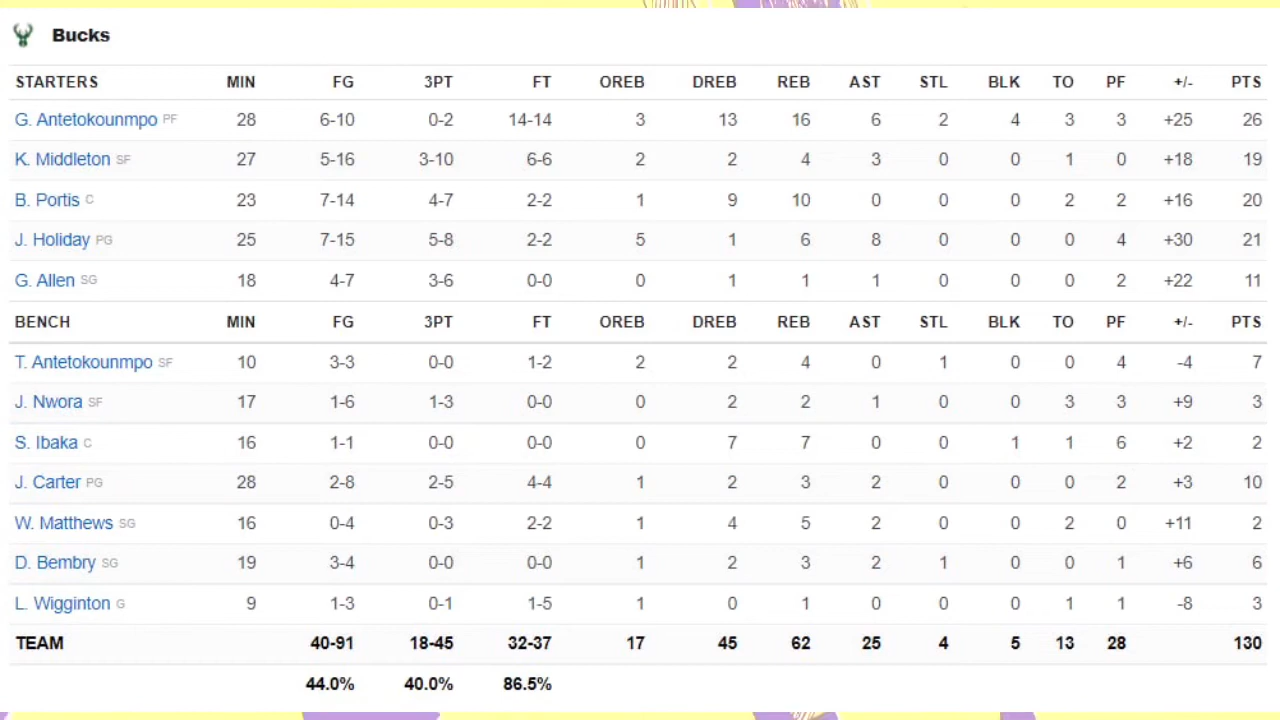 Bucks
STARTERS MIN FG 3PT FT OREB DREB REB AST STL BLK TO PF +/- PTS
G. Antetokounmpo PF 28 6-10 0-2 14-14 3 13 16 6 2 4 3 3 +25 26
K. Middleton SF 27 5-16 3-10 6-6 2 2 4 3 0 0 1 0 +18 19
B. Portis C 23 7-14 4-7 2-2 1 9 10 0 0 0 2 2 +16 20
J. Holiday PG 25 7-15 5-8 2-2 5 1 6 8 0 0 0 4 +30 21
G. Allen SG 18 4-7 3-6 0-0 0 1 1 1 0 0 0 2 +22 11
BENCH MIN FG 3PT FT OREB DREB REB AST STL BLK TO PF +/- PTS
T. Antetokounmpo SF 10 3-3 0-0 1-2 2 2 4 0 1 0 0 4 -4 7
J. Nwora SF 17 1-6 1-3 0-0 0 2 2 1 0 0 3 3 +9 3
S. Ibaka C 16 1-1 0-0 0-0 0 7 7 0 0 1 1 6 +2 2
J. Carter PG 28 2-8 2-5 4-4 1 2 3 2 0 0 0 2 +3 10
W. Matthews SG 16 0-4 0-3 2-2 1 4 5 2 0 0 2 0 +11 2
D. Bembry SG 19 3-4 0-0 0-0 1 2 3 2 1 0 0 1 +6 6
L. Wigginton G 9 1-3 0-1 1-5 1 0 1 0 0 0 1 1 -8 3
TEAM 40-91 18-45 32-37 17 45 62 25 4 5 13 28 130
44.0% 40.0% 86.5%